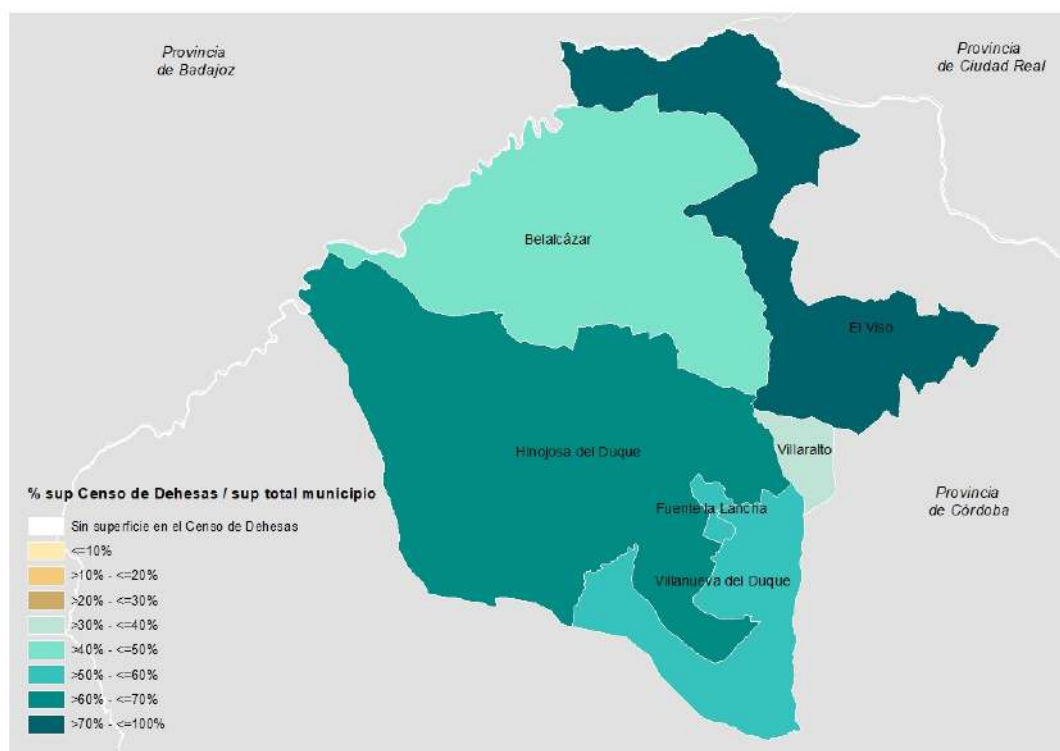 Provincia
de Badajoz
Provincia
de Ciudad Real
Belalcázar
El Viso
Hinojosa del Duque
Villaralto
Fuente la Lancha
Villanueva del Duque
Provincia
de Córdoba
% sup Censo de Dehesas / sup total municipio
Sin superficie en el Censo de Dehesas
<=10%
>10% - <=20%
>20% - <=30%
>30% - <=40%
>40% - <=50%
>50% - <=60%
>60% - <=70%
>70% - <=100%